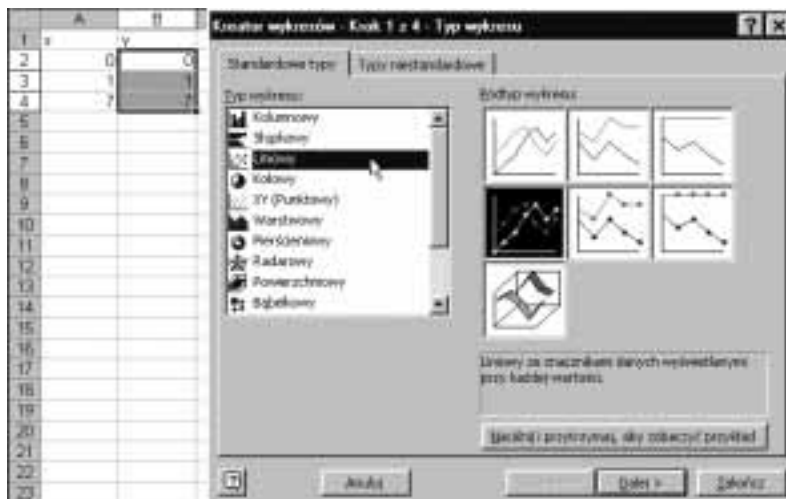 A B
1 x y
2 0 0
3 1 1
4 7 7
5
6
7
8
9
10
11
12
13
14
15
16
17
18
19
20
21
22
23
Kreator wykresów - Krok 1 z 4 - Typ wykresu
Standardowe typy Typy niestandardowe
Typ wykresu:
Kolumnowy
Słupkowy
Liniowy
Kołowy
XY (Punktowy)
Warstwowy
Pierścieniowy
Radarowy
Powierzchniowy
Bąbelkowy
Podtyp wykresu:
Liniowy ze znacznikami danych wyświetlanymi
przy każdej wartości.
Naciśnij i przytrzymaj, aby zobaczyć przykład
Anuluj Dalej > Zakończ